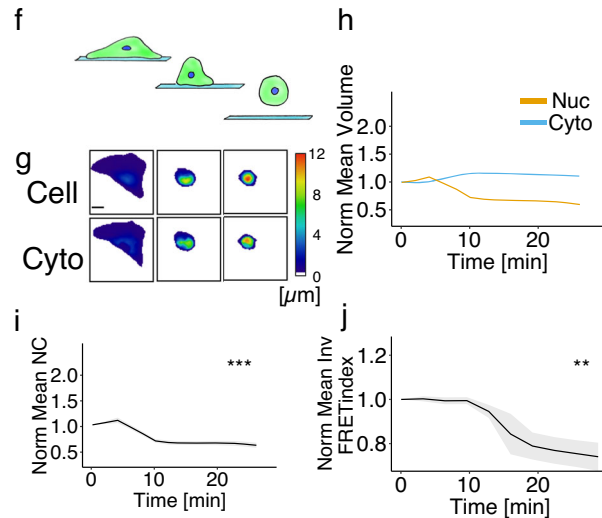 f
g
Cell
Cyto
12
8
4
0
[µm]
h
Nuc
Cyto
Norm Mean Volume
2.0
1.5
1.0
0.5
0 10 20
Time [min]
i
***
Norm Mean NC
2.0
1.5
1.0
0.5
0 10 20
Time [min]
j
**
Norm Mean Inv
FRETindex
1.2
1.0
0.8
0 10 20
Time [min]